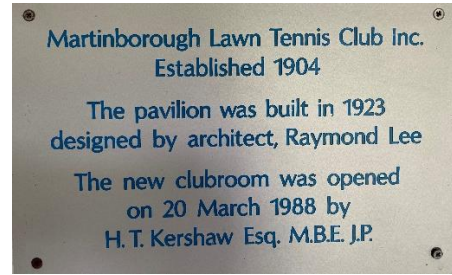 Martinborough Lawn Tennis Club Inc.
Established 1904
The pavilion was built in 1923
designed by architect, Raymond Lee
The new clubroom was opened
on 20 March 1988 by
H.T. Kershaw Esq. M.B.E. J.P.